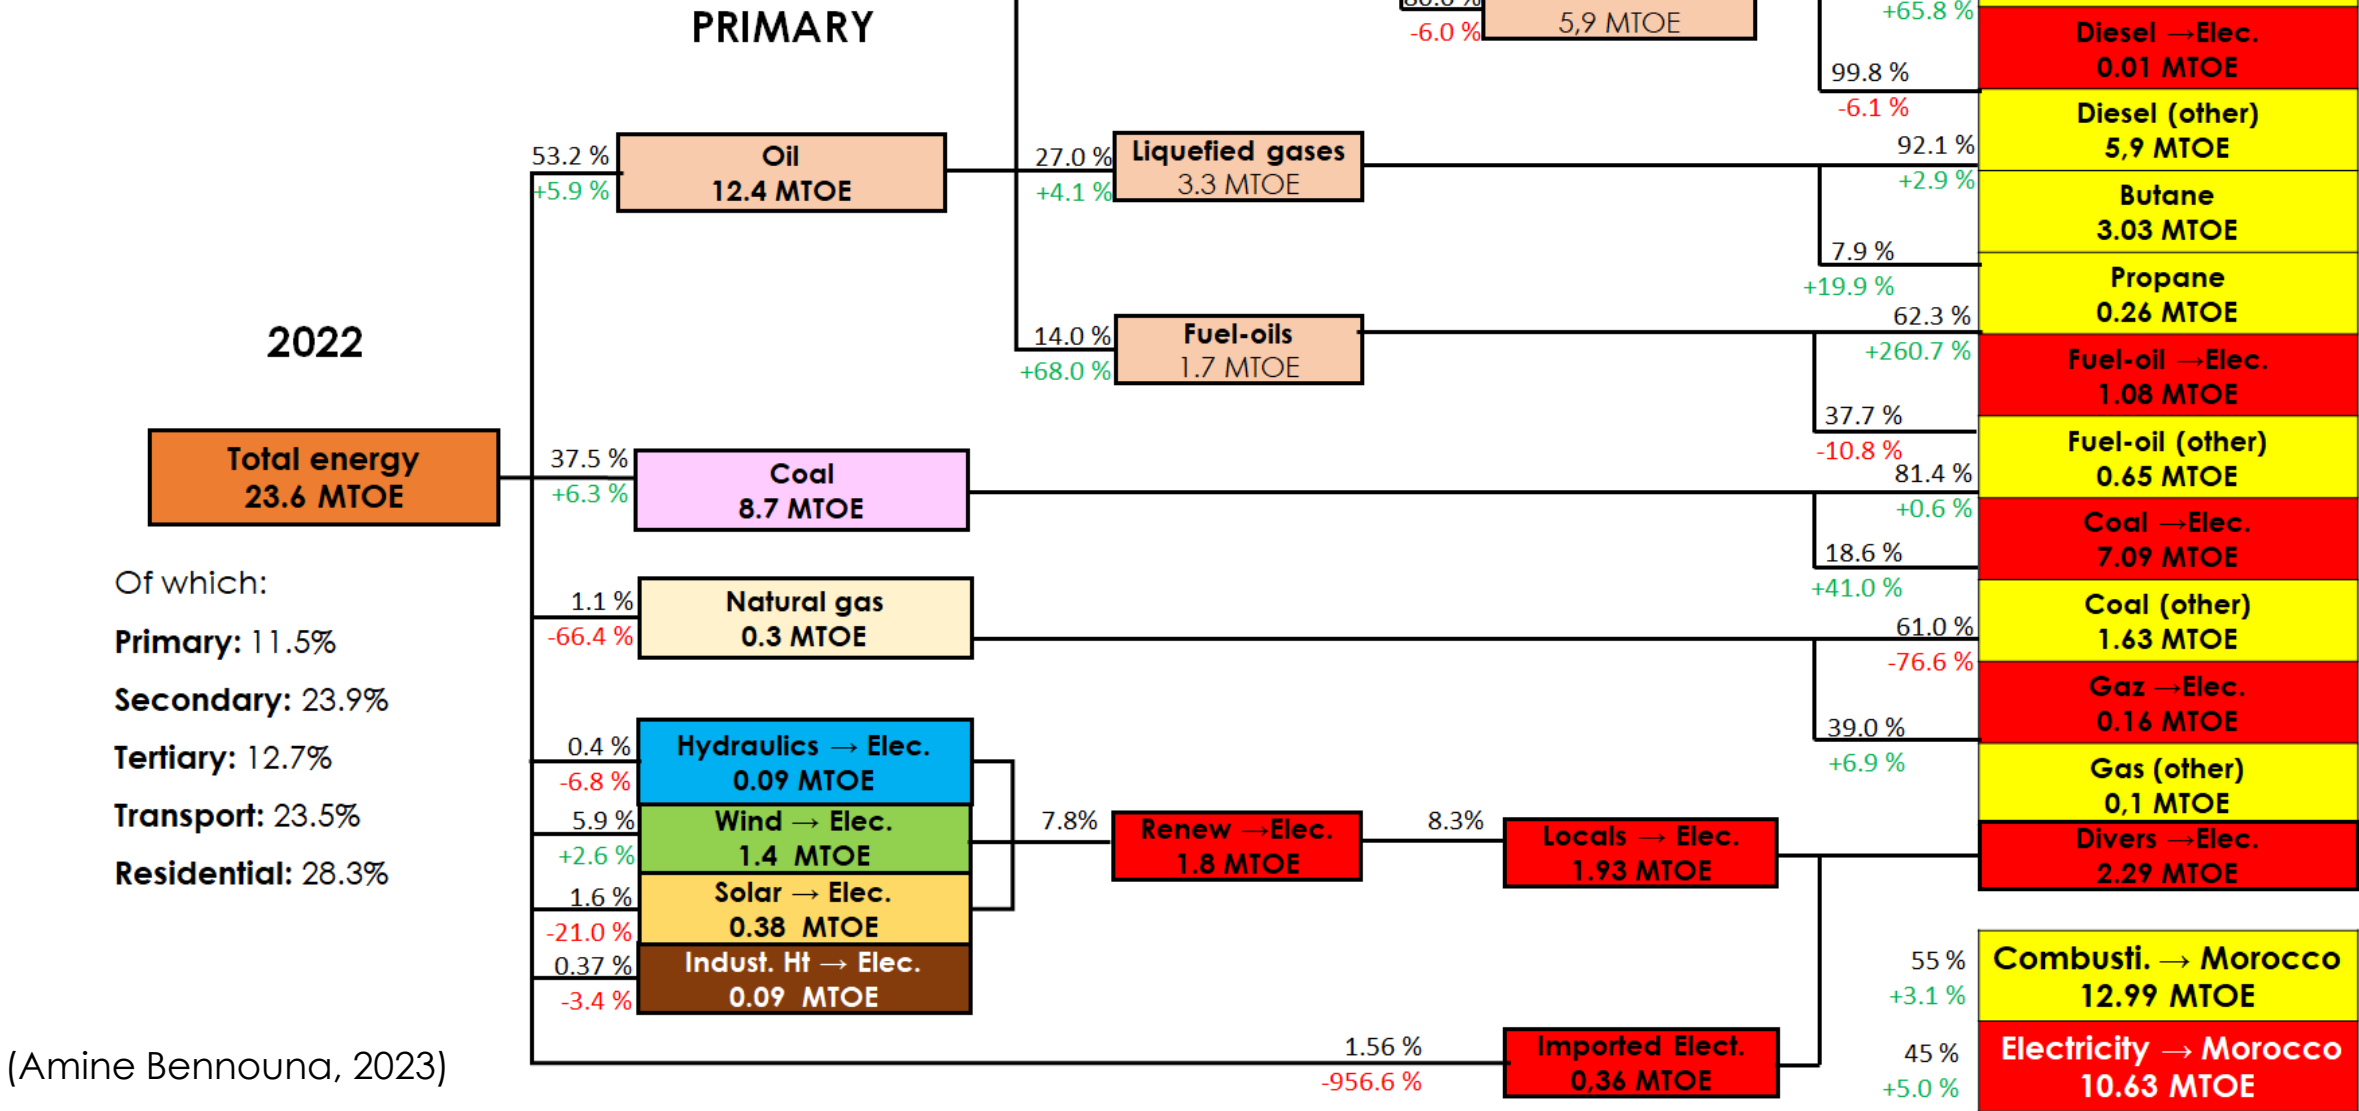 PRIMARY
-6.0 %
5,9 MTOE
+65.8 %
Diesel →Elec.
0.01 MTOE
99.8 %
-6.1 %
Diesel (other)
5,9 MTOE
53.2 %
+5.9 %
Oil
12.4 MTOE
27.0 %
+4.1 %
Liquefied gases
3.3 MTOE
92.1 %
+2.9 %
Butane
3.03 MTOE
7.9 %
+19.9 %
Propane
0.26 MTOE
2022
14.0 %
+68.0 %
Fuel-oils
1.7 MTOE
62.3 %
+260.7 %
Fuel-oil →Elec.
1.08 MTOE
37.7 %
-10.8 %
Fuel-oil (other)
0.65 MTOE
Total energy
23.6 MTOE
37.5 %
+6.3 %
Coal
8.7 MTOE
81.4 %
+0.6 %
Coal →Elec.
7.09 MTOE
18.6 %
+41.0 %
Coal (other)
1.63 MTOE
Of which:
Primary: 11.5%
Secondary: 23.9%
Tertiary: 12.7%
Transport: 23.5%
Residential: 28.3%
1.1 %
-66.4 %
Natural gas
0.3 MTOE
61.0 %
-76.6 %
Gaz →Elec.
0.16 MTOE
39.0 %
+6.9 %
Gas (other)
0,1 MTOE
0.4 %
-6.8 %
Hydraulics → Elec.
0.09 MTOE
5.9 %
+2.6 %
Wind → Elec.
1.4 MTOE
1.6 %
-21.0 %
Solar → Elec.
0.38 MTOE
0.37 %
-3.4 %
Indust. Ht → Elec.
0.09 MTOE
7.8%
Renew →Elec.
1.8 MTOE
8.3%
Locals → Elec.
1.93 MTOE
Divers →Elec.
2.29 MTOE
1.56 %
-956.6 %
Imported Elect.
0,36 MTOE
55 %
+3.1 %
Combusti. → Morocco
12.99 MTOE
45 %
+5.0 %
Electricity → Morocco
10.63 MTOE
(Amine Bennouna, 2023)